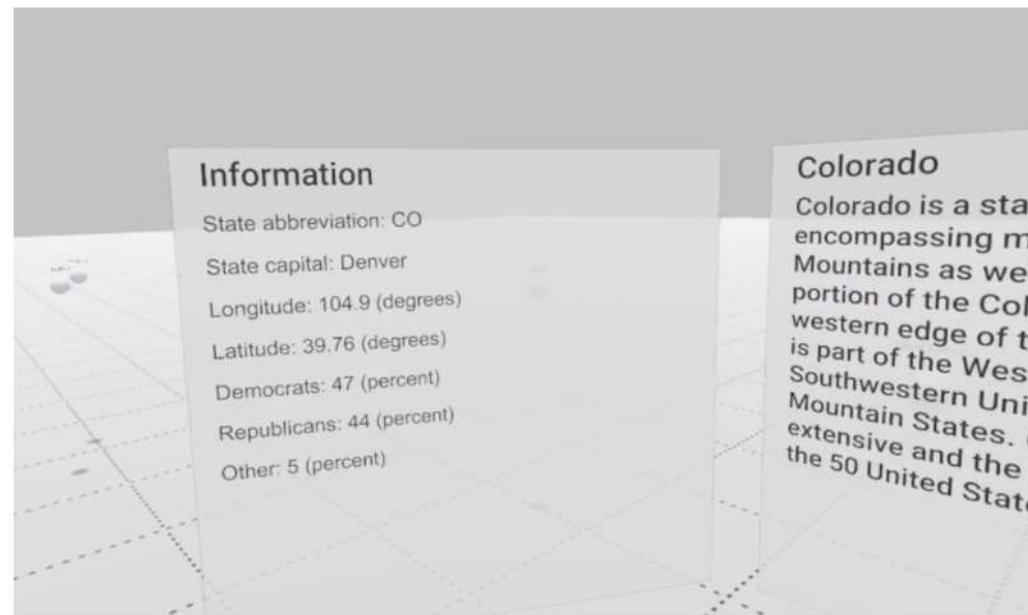 Information
State abbreviation: CO
State capital: Denver
Longitude: 104.9 (degrees)
Latitude: 39.76 (degrees)
Democrats: 47 (percent)
Republicans: 44 (percent)
Other: 5 (percent)
Colorado
Colorado is a sta
encompassing m
Mountains as we
portion of the Col
western edge of t
is part of the Wes
Southwestern Uni
Mountain States.
extensive and the
the 50 United State